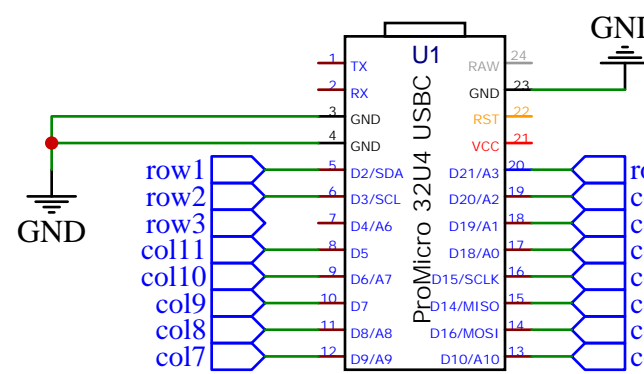 GND
U1
1 TX RAW 24
2 RX GND 23
3 GND RST 22
4 GND VCC 21
row1 5 D2/SDA D21/A3 20
row2 6 D3/SCL D20/A2 19
row3 7 D4/A6 D19/A1 18
col11 8 D5 D18/A0 17
col10 9 D6/A7 D15/SCLK 16
col9 10 D7 D14/MISO 15
col8 11 D8/A8 D16/MOSI 14
col7 12 D9/A9 D10/A10 13
ProMicro 32U4 USBC
GND